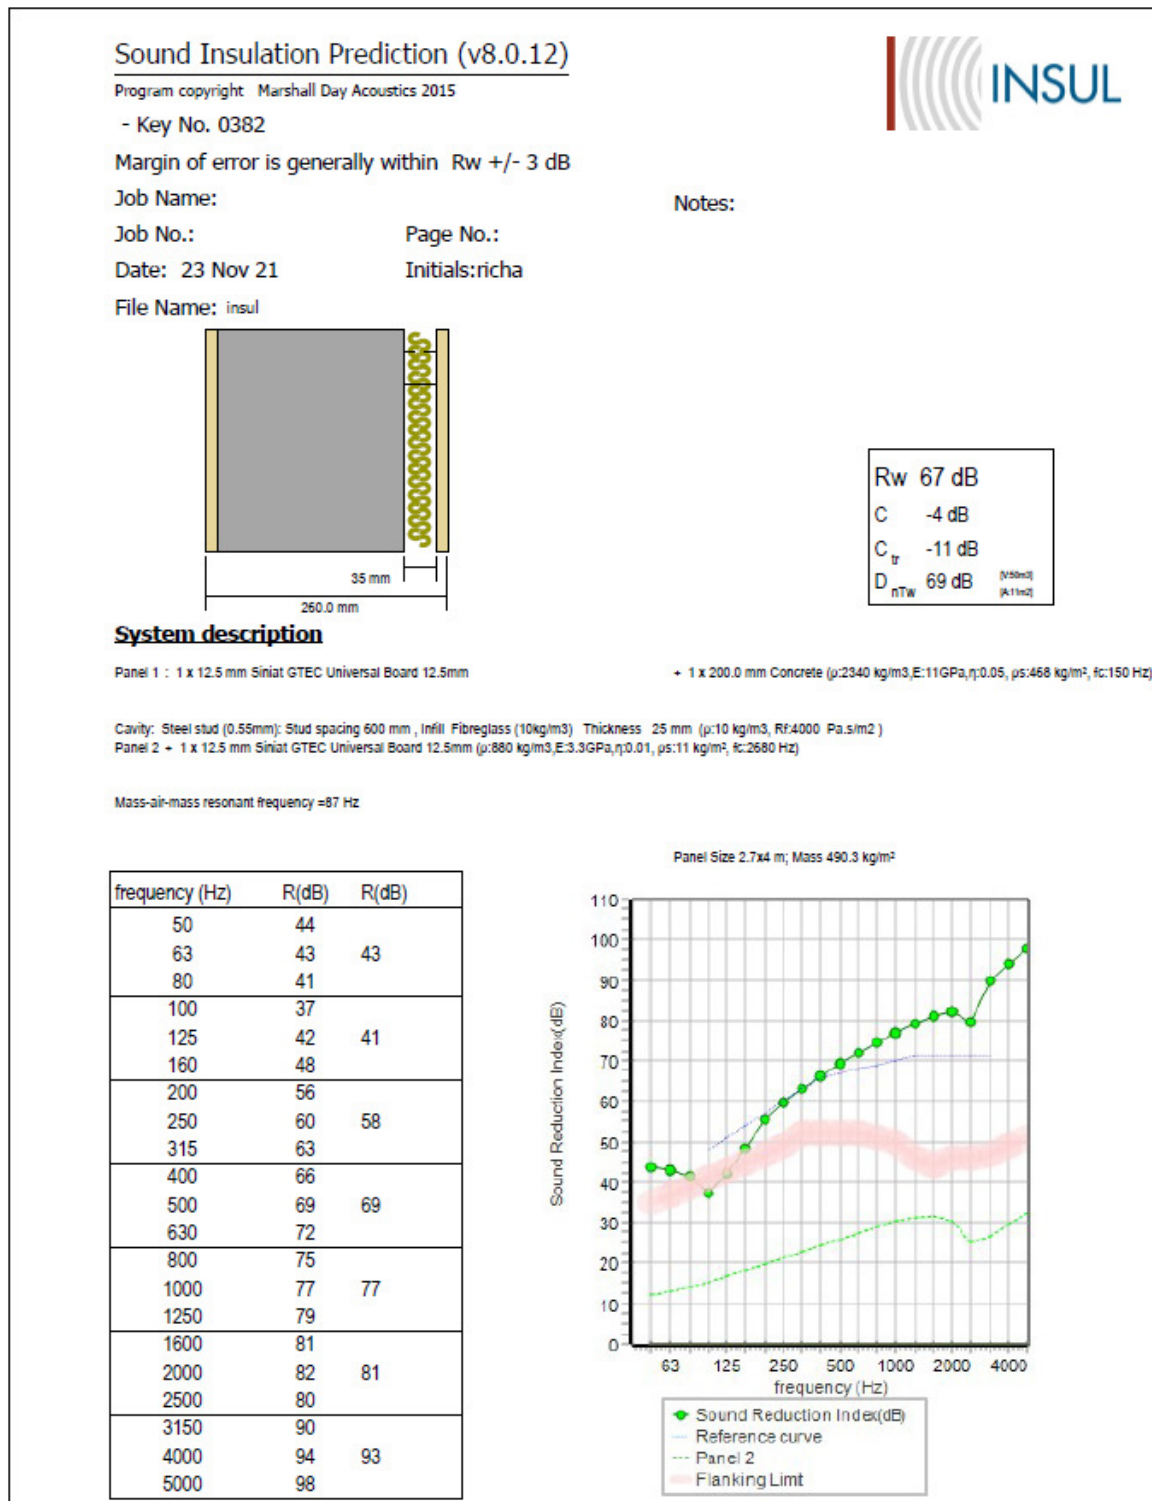 Sound Insulation Prediction (v8.0.12)
INSUL
Program copyright Marshall Day Acoustics 2015
- Key No. 0382
Margin of error is generally within Rw +/- 3 dB
Job Name:
Notes:
Job No.: Page No.:
Date: 23 Nov 21 Initials:richa
File Name: insul
35 mm
260.0 mm
Rw 67 dB
C -4 dB
Ctr -11 dB
DnTw 69 dB [V:50m3]
[A:11m2]
System description
Panel 1 : 1 x 12.5 mm Siniat GTEC Universal Board 12.5mm + 1 x 200.0 mm Concrete (ρ:2340 kg/m3,E:11GPa,η:0.05, ρs:468 kg/m², fc:150 Hz)
Cavity: Steel stud (0.55mm): Stud spacing 600 mm , Infill Fibreglass (10kg/m3) Thickness 25 mm (ρ:10 kg/m3, Rf:4000 Pa.s/m2 )
Panel 2 + 1 x 12.5 mm Siniat GTEC Universal Board 12.5mm (ρ:880 kg/m3,E:3.3GPa,η:0.01, ρs:11 kg/m², fc:2680 Hz)
Mass-air-mass resonant frequency =87 Hz
Panel Size 2.7x4 m; Mass 490.3 kg/m²
frequency (Hz) R(dB) R(dB)
50 44
63 43 43
80 41
100 37
125 42 41
160 48
200 56
250 60 58
315 63
400 66
500 69 69
630 72
800 75
1000 77 77
1250 79
1600 81
2000 82 81
2500 80
3150 90
4000 94 93
5000 98
Sound Reduction Index(dB)
110
100
90
80
70
60
50
40
30
20
10
0
63 125 250 500 1000 2000 4000
frequency (Hz)
Sound Reduction Index(dB)
Reference curve
Panel 2
Flanking Limt